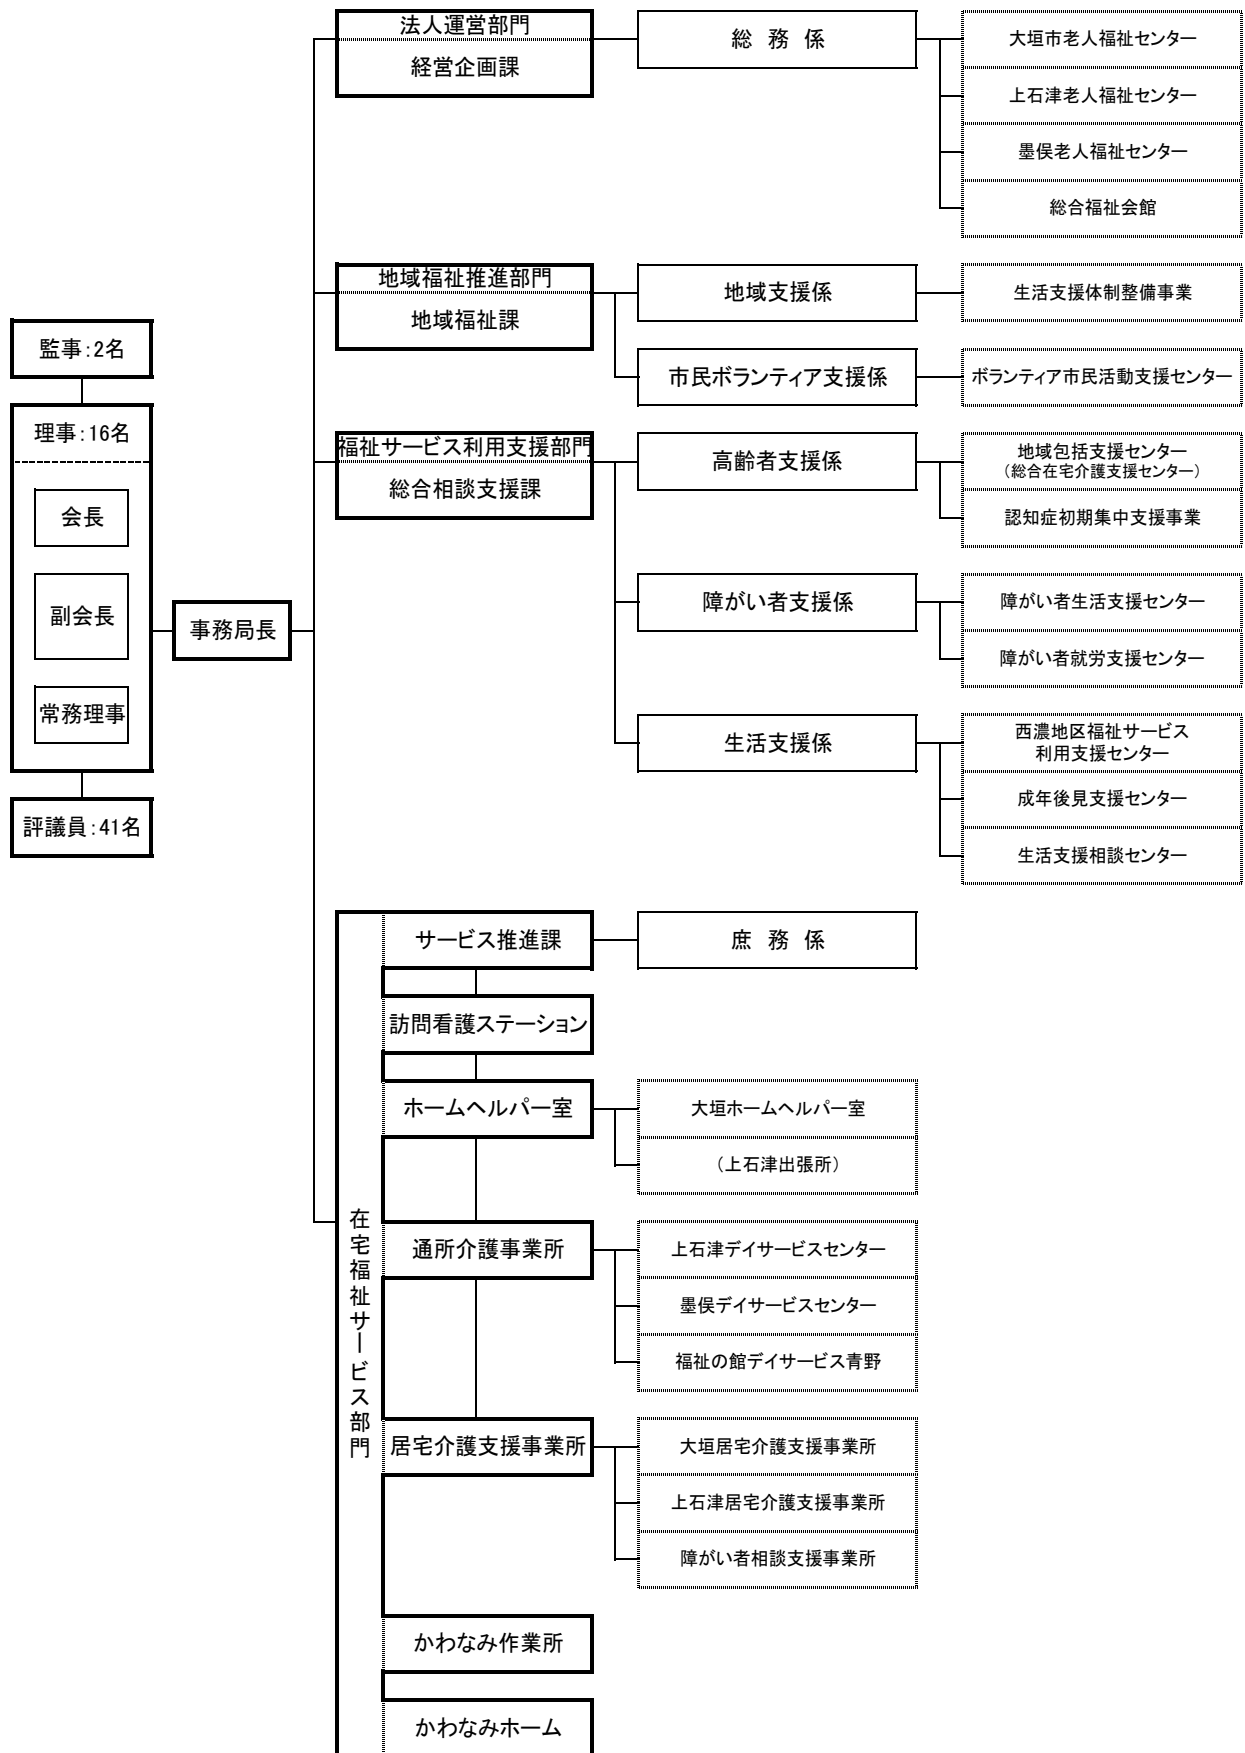 監事:2名
理事:16名
会長
副会長
常務理事
評議員:41名
事務局長
法人運営部門
経営企画課
総 務 係
大垣市老人福祉センター
上石津老人福祉センター
墨俣老人福祉センター
総合福祉会館
地域福祉推進部門
地域福祉課
地域支援係
生活支援体制整備事業
市民ボランティア支援係
ボランティア市民活動支援センター
福祉サービス利用支援部門
総合相談支援課
高齢者支援係
地域包括支援センター
（総合在宅介護支援センター）
認知症初期集中支援事業
障がい者支援係
障がい者生活支援センター
障がい者就労支援センター
生活支援係
西濃地区福祉サービス
利用支援センター
成年後見支援センター
生活支援相談センター
在宅福祉サービス部門
サービス推進課
庶 務 係
訪問看護ステーション
ホームヘルパー室
大垣ホームヘルパー室
（上石津出張所）
通所介護事業所
上石津デイサービスセンター
墨俣デイサービスセンター
福祉の館デイサービス青野
居宅介護支援事業所
大垣居宅介護支援事業所
上石津居宅介護支援事業所
障がい者相談支援事業所
かわなみ作業所
かわなみホーム